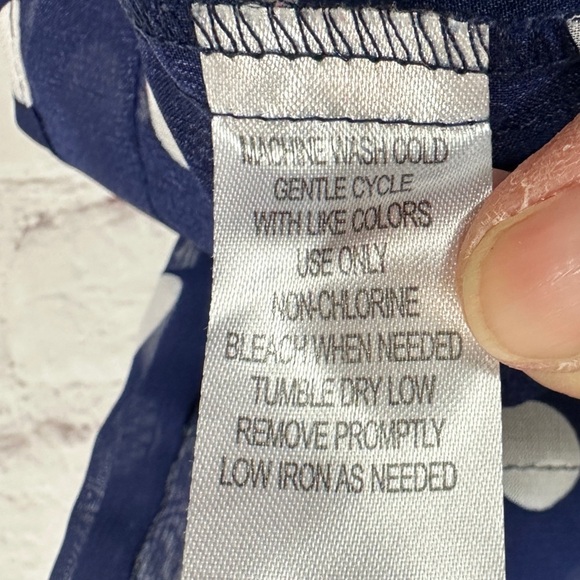 MACHINE WASH COLD
GENTLE CYCLE
WITH LIKE COLORS
USE ONLY
NON-CHLORINE
BLEACH WHEN NEEDED
TUMBLE DRY LOW
REMOVE PROMPTLY
LOW IRON AS NEEDED